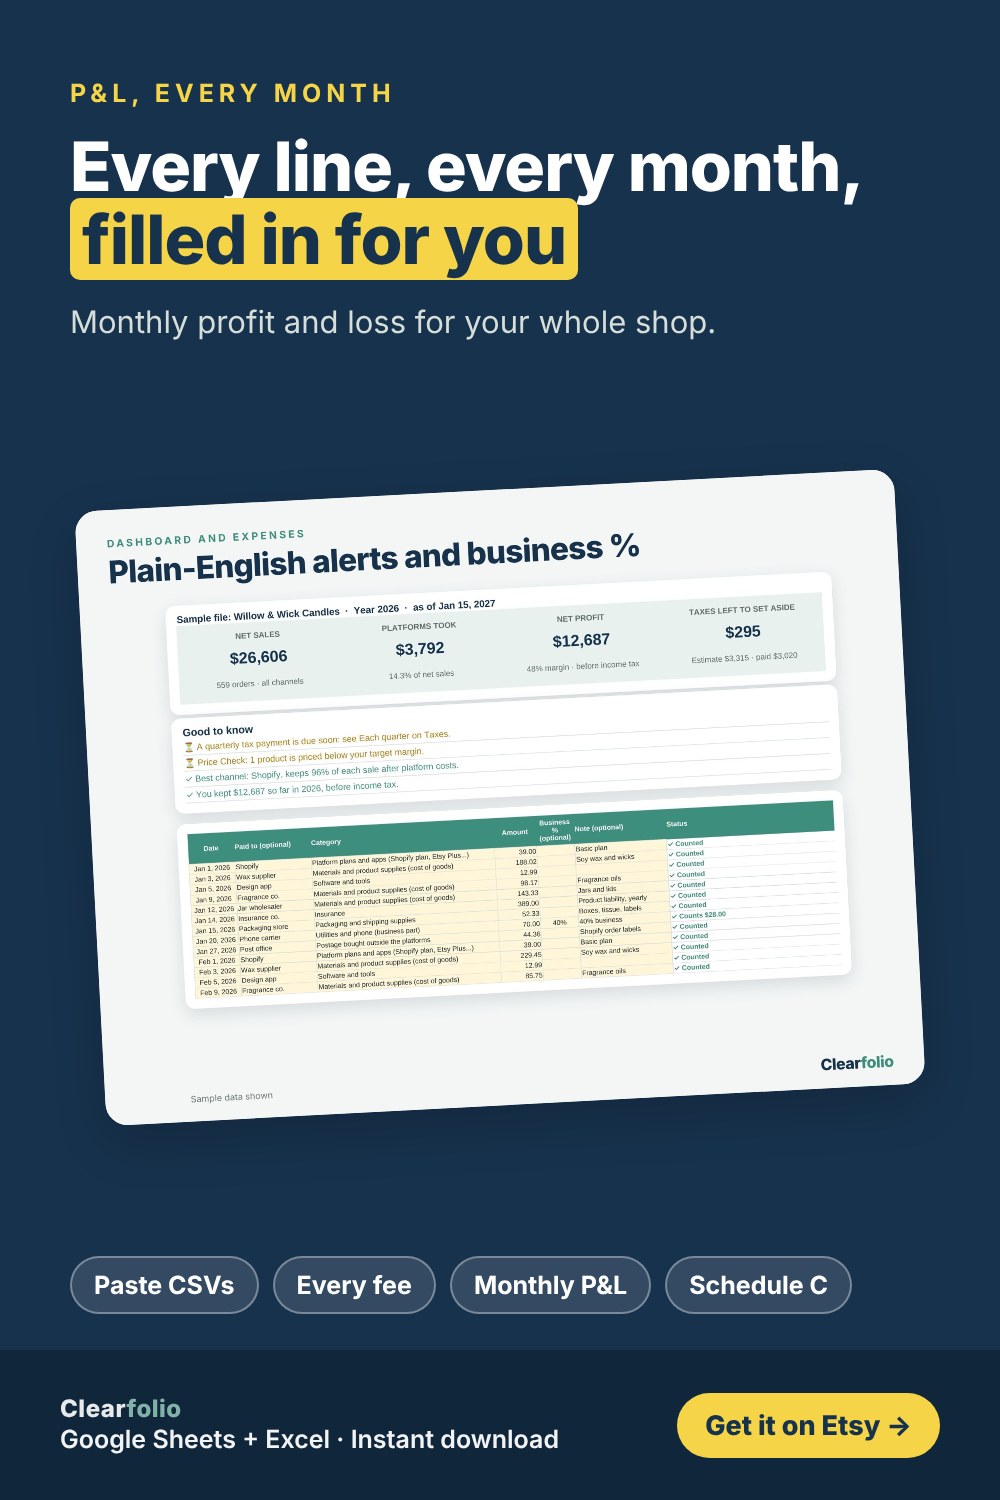 P&L, EVERY MONTH
Every line, every month,
filled in for you
Monthly profit and loss for your whole shop.
DASHBOARD AND EXPENSES
Plain-English alerts and business %
Sample file: Willow & Wick Candles · Year 2026 · as of Jan 15, 2027
NET SALES PLATFORMS TOOK NET PROFIT TAXES LEFT TO SET ASIDE
$26,606 $3,792 $12,687 $295
559 orders · all channels 14.3% of net sales 48% margin · before income tax Estimate $3,315 · paid $3,020
Good to know
⏳ A quarterly tax payment is due soon: see Each quarter on Taxes.
⏳ Price Check: 1 product is priced below your target margin.
✓ Best channel: Shopify, keeps 96% of each sale after platform costs.
✓ You kept $12,687 so far in 2026, before income tax.
Date Paid to (optional) Category Amount Business % (optional) Note (optional) Status
Jan 1, 2026 Shopify Platform plans and apps (Shopify plan, Etsy Plus...) 39.00 Basic plan ✓ Counted
Jan 3, 2026 Wax supplier Materials and product supplies (cost of goods) 188.02 Soy wax and wicks ✓ Counted
Jan 5, 2026 Design app Software and tools 12.99 ✓ Counted
Jan 9, 2026 Fragrance co. Materials and product supplies (cost of goods) 98.17 Fragrance oils ✓ Counted
Jan 12, 2026 Jar wholesaler Materials and product supplies (cost of goods) 143.33 Jars and lids ✓ Counted
Jan 14, 2026 Insurance co. Insurance 389.00 Product liability, yearly ✓ Counted
Jan 15, 2026 Packaging store Packaging and shipping supplies 52.33 Boxes, tissue, labels ✓ Counted
Jan 20, 2026 Phone carrier Utilities and phone (business part) 70.00 40% 40% business ✓ Counts $28.00
Jan 27, 2026 Post office Postage bought outside the platforms 44.36 Shopify order labels ✓ Counted
Feb 1, 2026 Shopify Platform plans and apps (Shopify plan, Etsy Plus...) 39.00 Basic plan ✓ Counted
Feb 3, 2026 Wax supplier Materials and product supplies (cost of goods) 229.45 Soy wax and wicks ✓ Counted
Feb 5, 2026 Design app Software and tools 12.99 ✓ Counted
Feb 9, 2026 Fragrance co. Materials and product supplies (cost of goods) 85.75 Fragrance oils ✓ Counted
Clearfolio
Sample data shown
Paste CSVs Every fee Monthly P&L Schedule C
Clearfolio
Google Sheets + Excel · Instant download
Get it on Etsy →